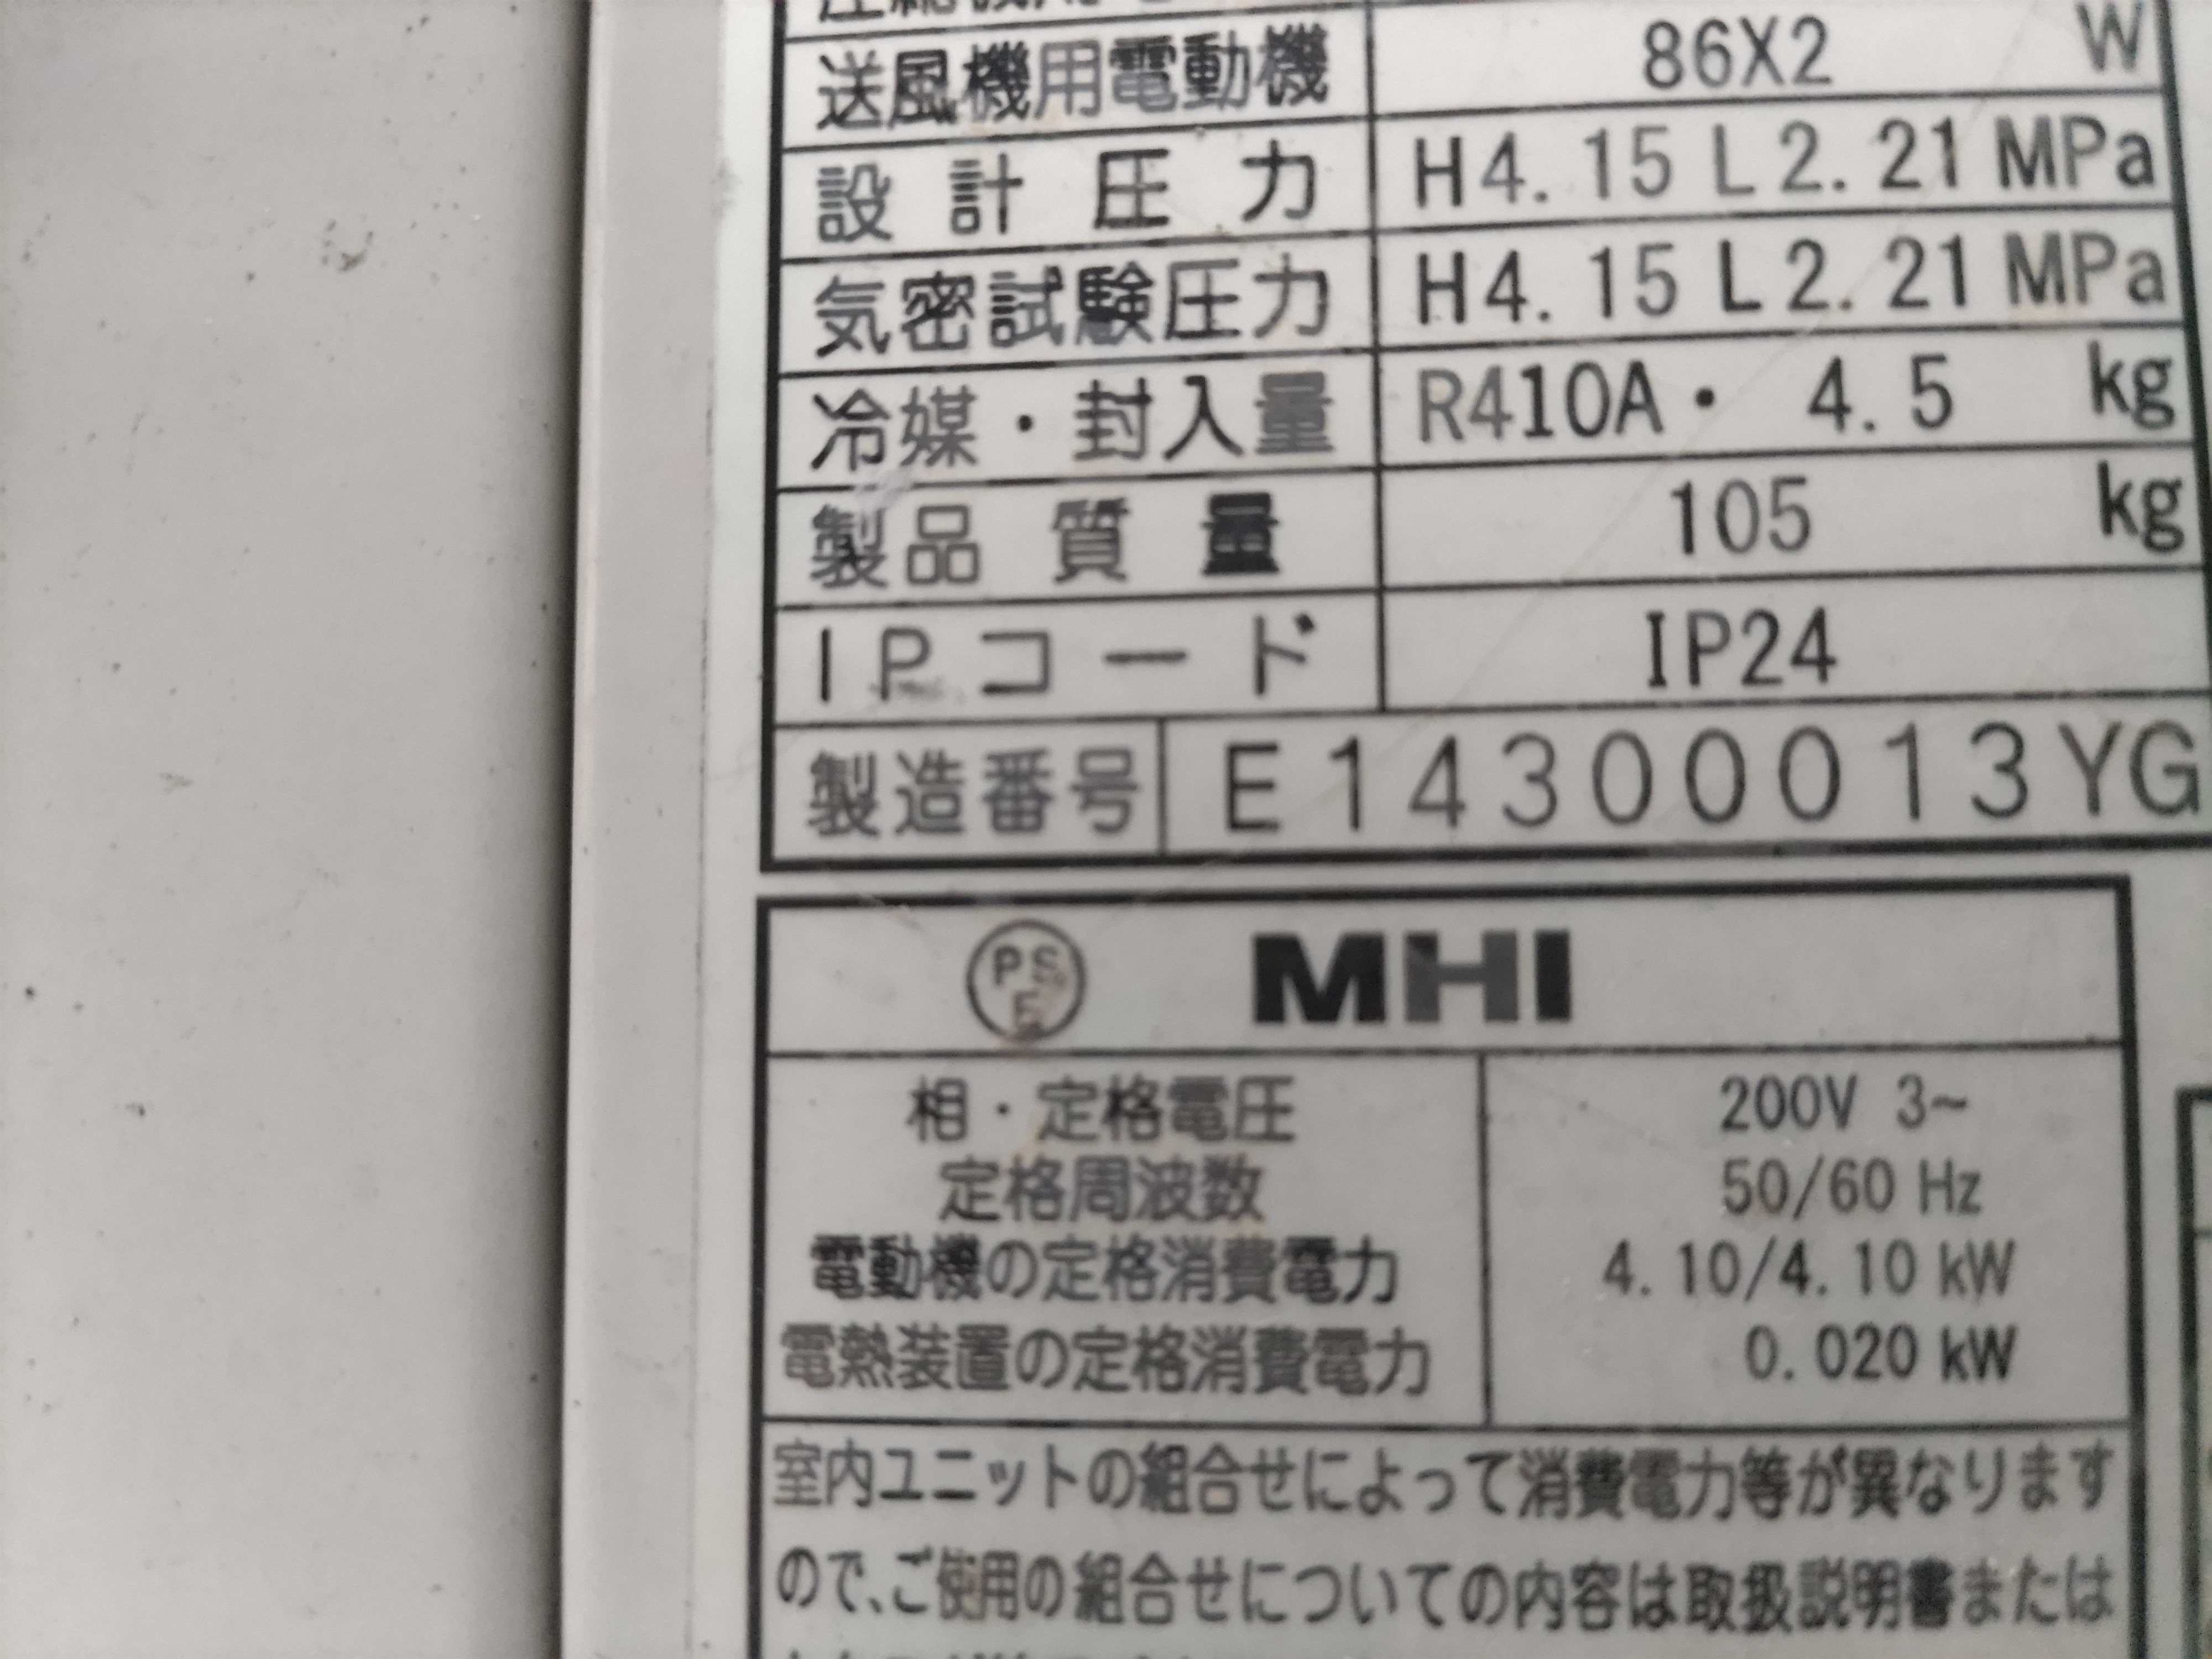 送風機用電動機 86X2 W
設計圧力 H4.15 L2.21 MPa
気密試験圧力 H4.15 L2.21 MPa
冷媒・封入量 R410A・ 4.5 kg
製品質量 105 kg
IPコード IP24
製造番号 E14300013YG
PSE MHI
相・定格電圧 200V 3~
定格周波数 50/60 Hz
電動機の定格消費電力 4.10/4.10 kW
電熱装置の定格消費電力 0.020 kW
室内ユニットの組合せによって消費電力等が異なります
ので、ご使用の組合せについての内容は取扱説明書または